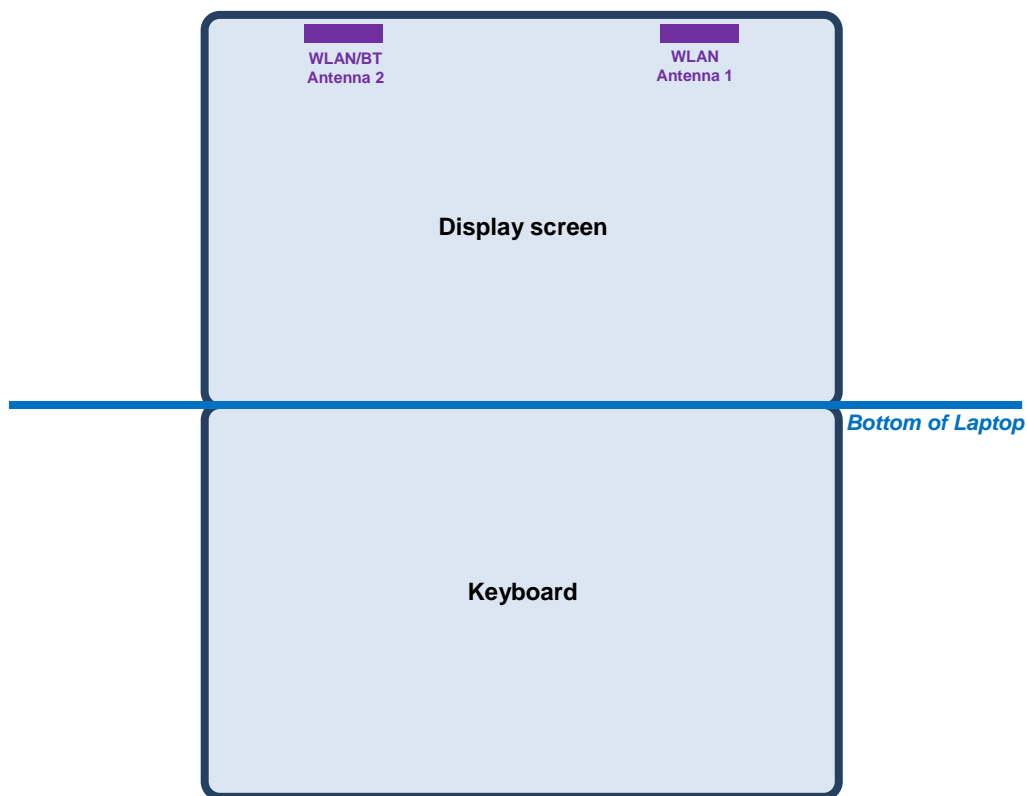 WLAN/BT
Antenna 2
WLAN
Antenna 1
Display screen
Bottom of Laptop
Keyboard